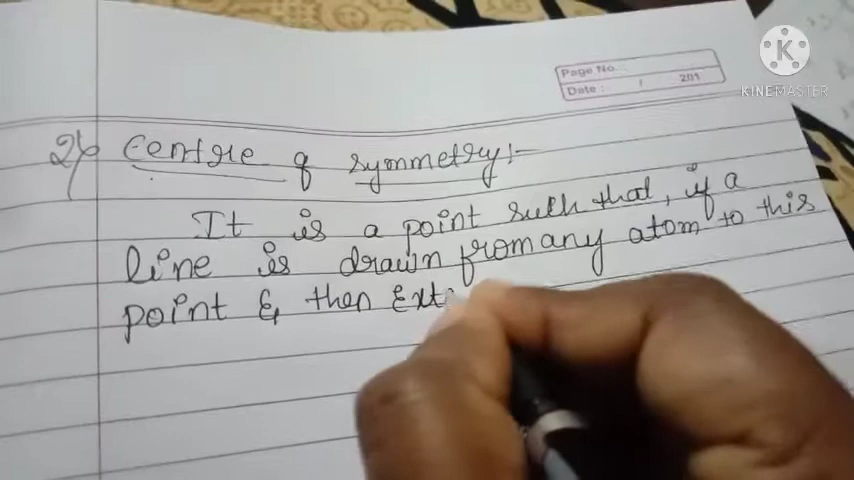 Page No.
Date : / 201
KINEMASTER
2) Centre of symmetry:-
It is a point such that, if a
line is drawn from any atom to this
point & then Ext